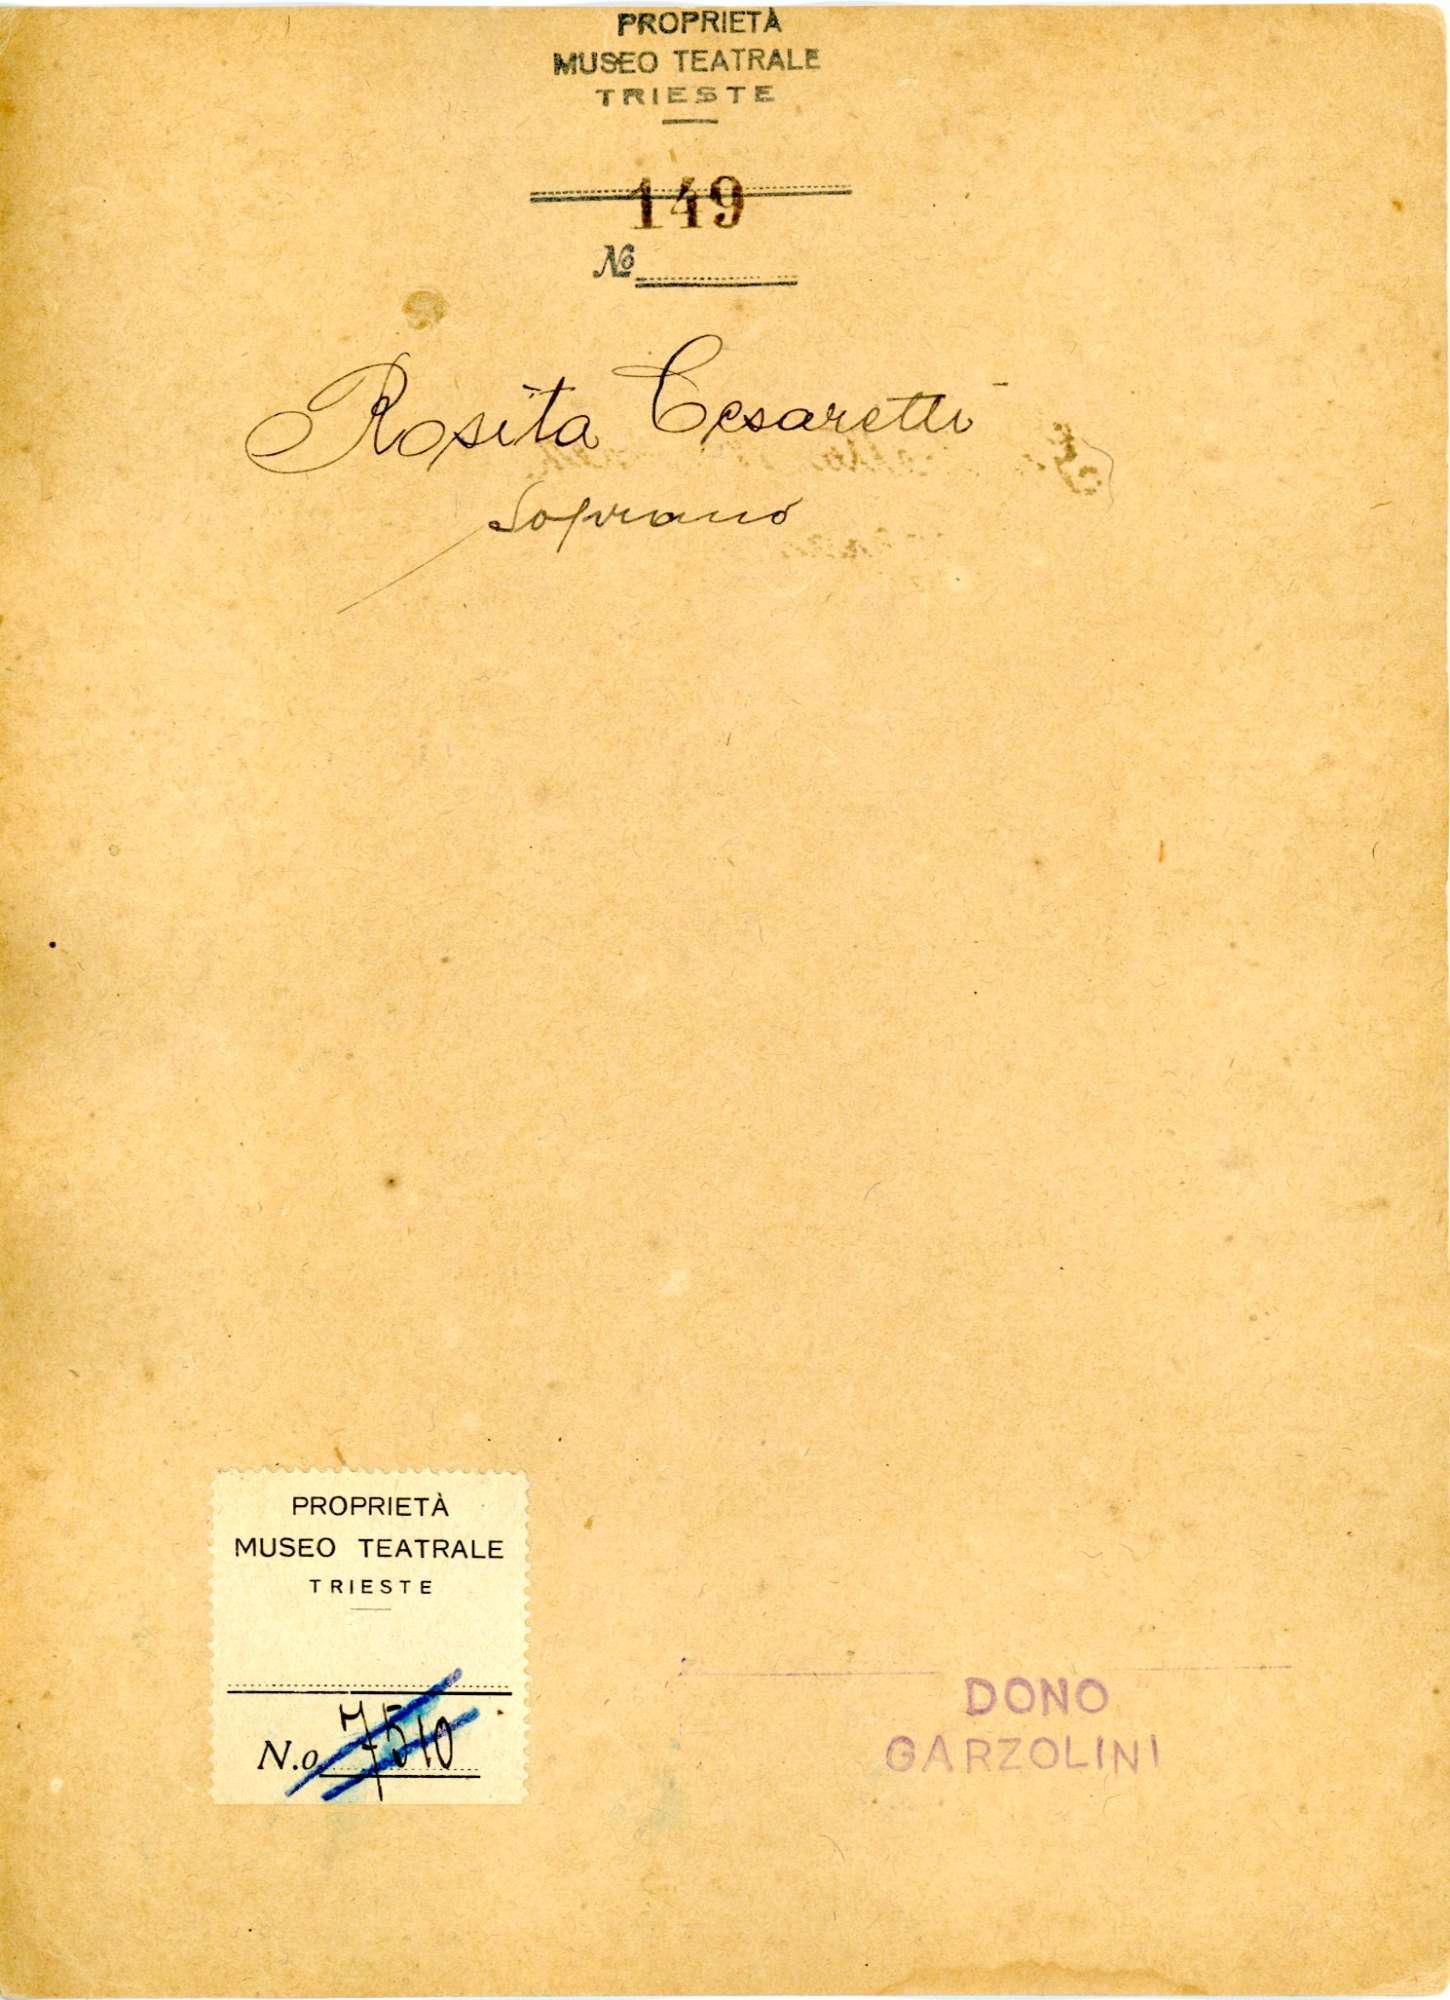 PROPRIETÀ
MUSEO TEATRALE
TRIESTE
149
No
Rosita Cesaretti
Soprano
PROPRIETÀ
MUSEO TEATRALE
TRIESTE
N.o 7510
DONO
GARZOLINI